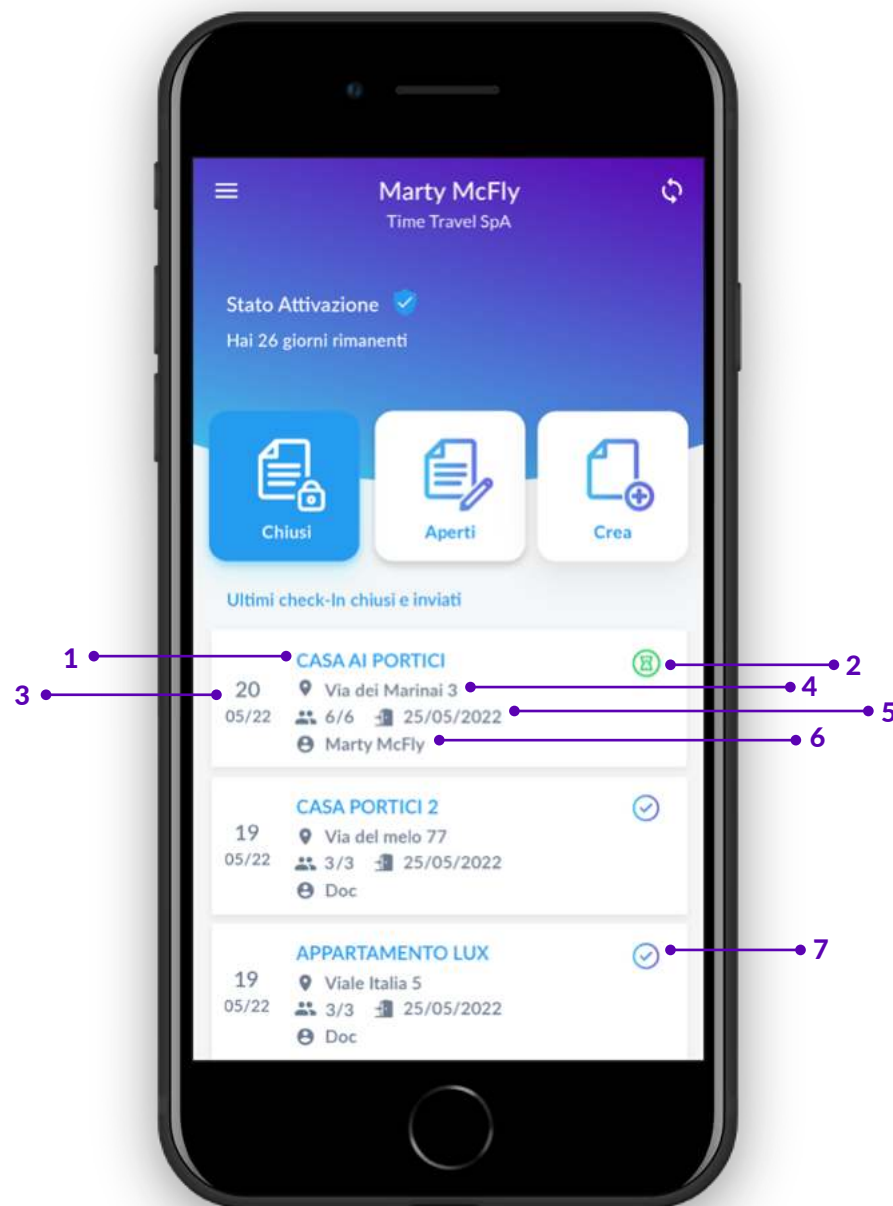 Marty McFly
Time Travel SpA
Stato Attivazione
Hai 26 giorni rimanenti
Chiusi Aperti Crea
Ultimi check-In chiusi e inviati
1 CASA AI PORTICI 2
3 20 Via dei Marinai 3 4
05/22 6/6 25/05/2022 5
Marty McFly 6
CASA PORTICI 2
19 Via del melo 77
05/22 3/3 25/05/2022
Doc
APPARTAMENTO LUX 7
19 Viale Italia 5
05/22 3/3 25/05/2022
Doc